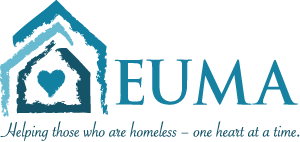 EUMA
Helping those who are homeless – one heart at a time.